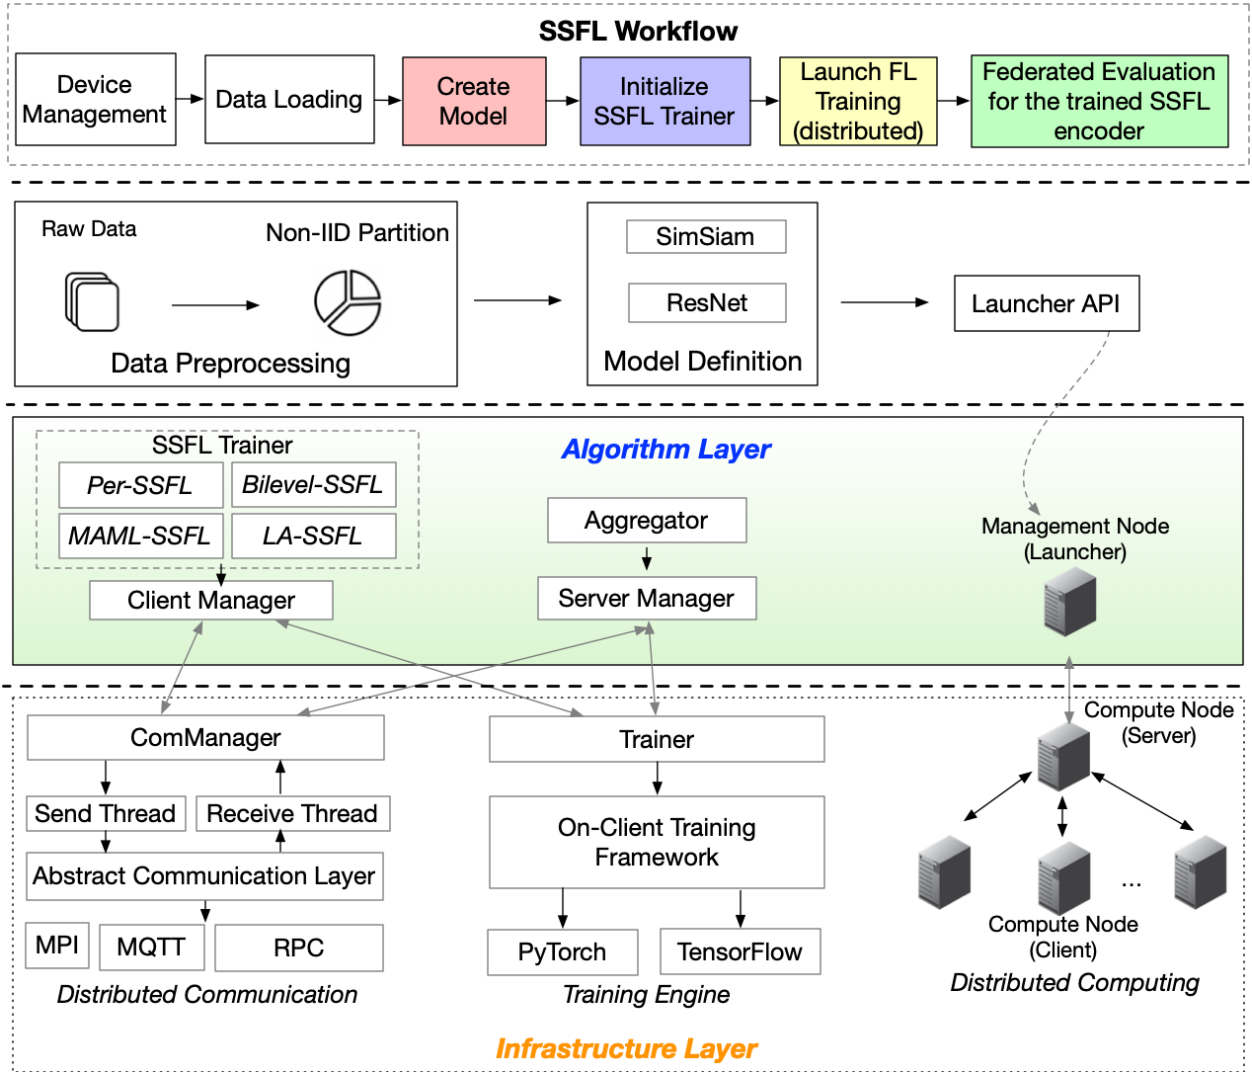 SSFL Workflow
Device
Management
Data Loading
Create
Model
Initialize
SSFL Trainer
Launch FL
Training
(distributed)
Federated Evaluation
for the trained SSFL
encoder
Raw Data
Non-IID Partition
Data Preprocessing
SimSiam
ResNet
Model Definition
Launcher API
SSFL Trainer
Per-SSFL
Bilevel-SSFL
MAML-SSFL
LA-SSFL
Client Manager
Algorithm Layer
Aggregator
Server Manager
Management Node
(Launcher)
ComManager
Send Thread
Receive Thread
Abstract Communication Layer
MPI
MQTT
RPC
Distributed Communication
Trainer
On-Client Training
Framework
PyTorch
TensorFlow
Training Engine
Compute Node
(Server)
...
Compute Node
(Client)
Distributed Computing
Infrastructure Layer